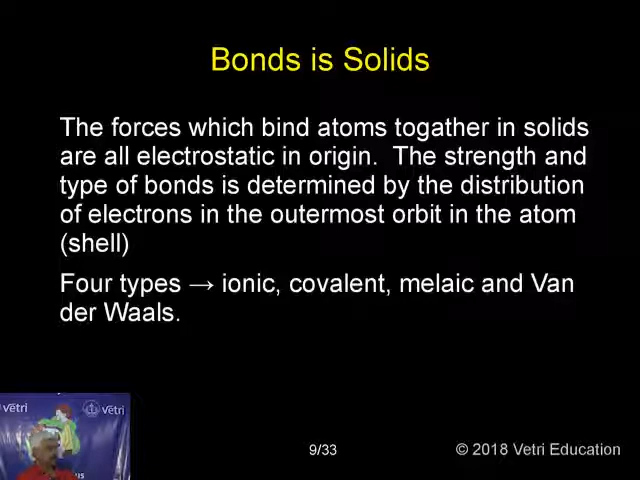 Bonds is Solids
The forces which bind atoms togather in solids
are all electrostatic in origin.  The strength and
type of bonds is determined by the distribution
of electrons in the outermost orbit in the atom
(shell)
Four types → ionic, covalent, melaic and Van
der Waals.
vetri
vetri
9/33
© 2018 Vetri Education